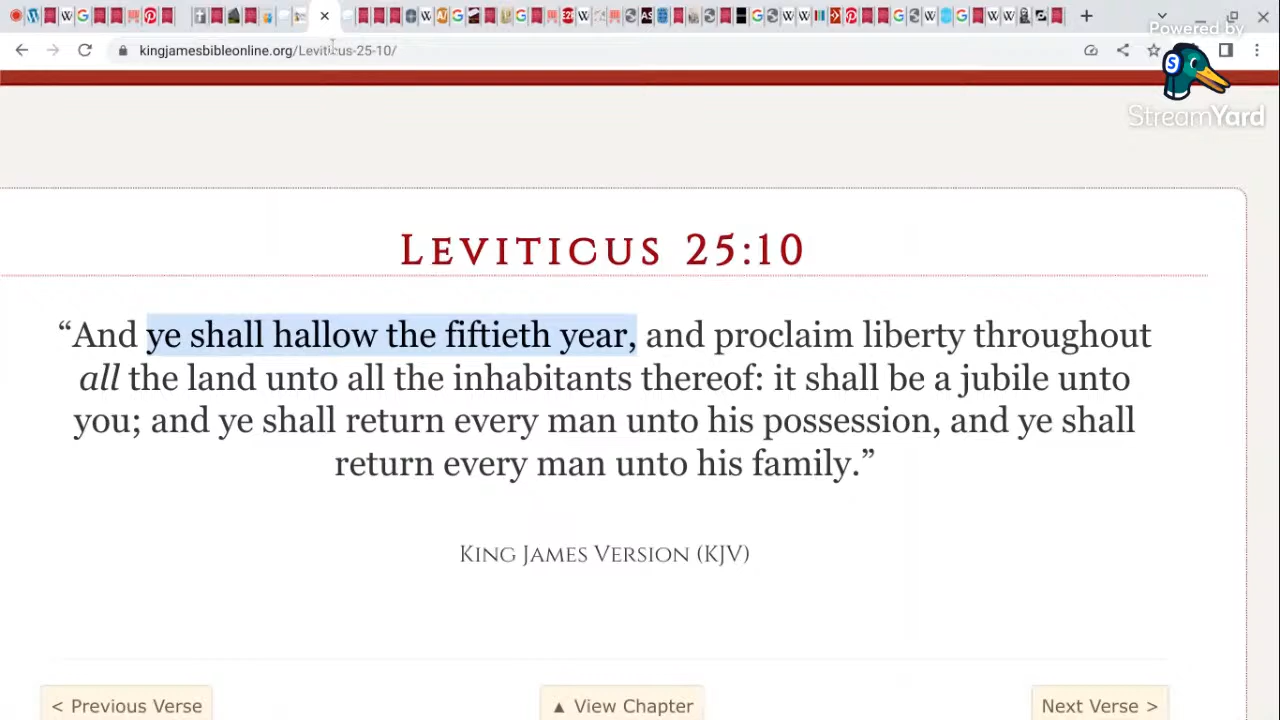 kingjamesbibleonline.org/Leviticus-25-10/
Powered by
StreamYard
Leviticus 25:10
“And ye shall hallow the fiftieth year, and proclaim liberty throughout
all the land unto all the inhabitants thereof: it shall be a jubile unto
you; and ye shall return every man unto his possession, and ye shall
return every man unto his family.”
King James Version (KJV)
< Previous Verse
▲ View Chapter
Next Verse >